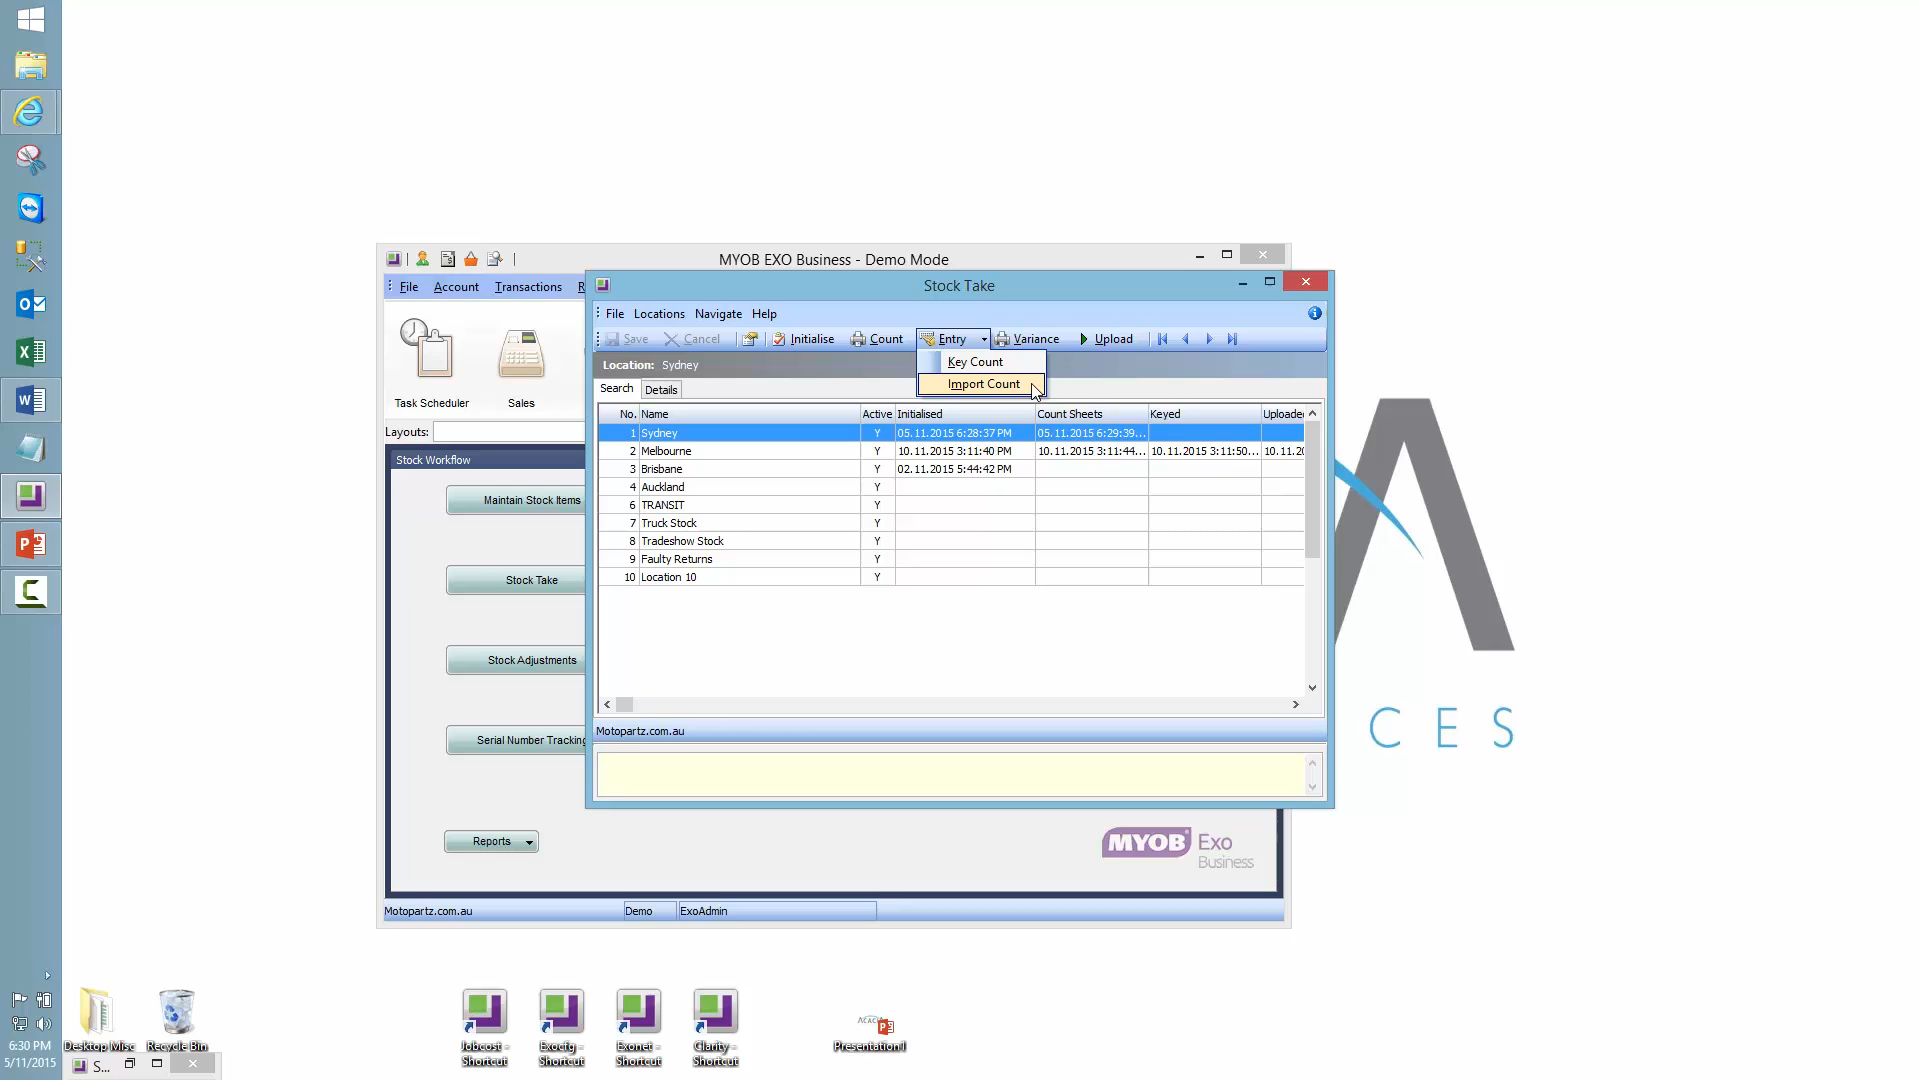 MYOB EXO Business - Demo Mode
File Account Transactions R
Stock Take
File Locations Navigate Help
Save Cancel Initialise Count Entry Variance Upload
Key Count
Import Count
Location: Sydney
Search Details
No. Name Active Initialised Count Sheets Keyed Uploaded
1 Sydney Y 05.11.2015 6:28:37 PM 05.11.2015 6:29:39...
2 Melbourne Y 10.11.2015 3:11:40 PM 10.11.2015 3:11:44... 10.11.2015 3:11:50... 10.11.20
3 Brisbane Y 02.11.2015 5:44:42 PM
4 Auckland Y
6 TRANSIT Y
7 Truck Stock Y
8 Tradeshow Stock Y
9 Faulty Returns Y
10 Location 10 Y
Motopartz.com.au
Task Scheduler Sales
Layouts:
Stock Workflow
Maintain Stock Items
Stock Take
Stock Adjustments
Serial Number Tracking
Reports
MYOB Exo
Business
Motopartz.com.au Demo ExoAdmin
A
C E S
6:30 PM
5/11/2015
Desktop Misc
Recycle Bin
Jobcost -
Shortcut
Exocfg -
Shortcut
Exonet -
Shortcut
Clarity -
Shortcut
ACACIA
Presentation1
S...